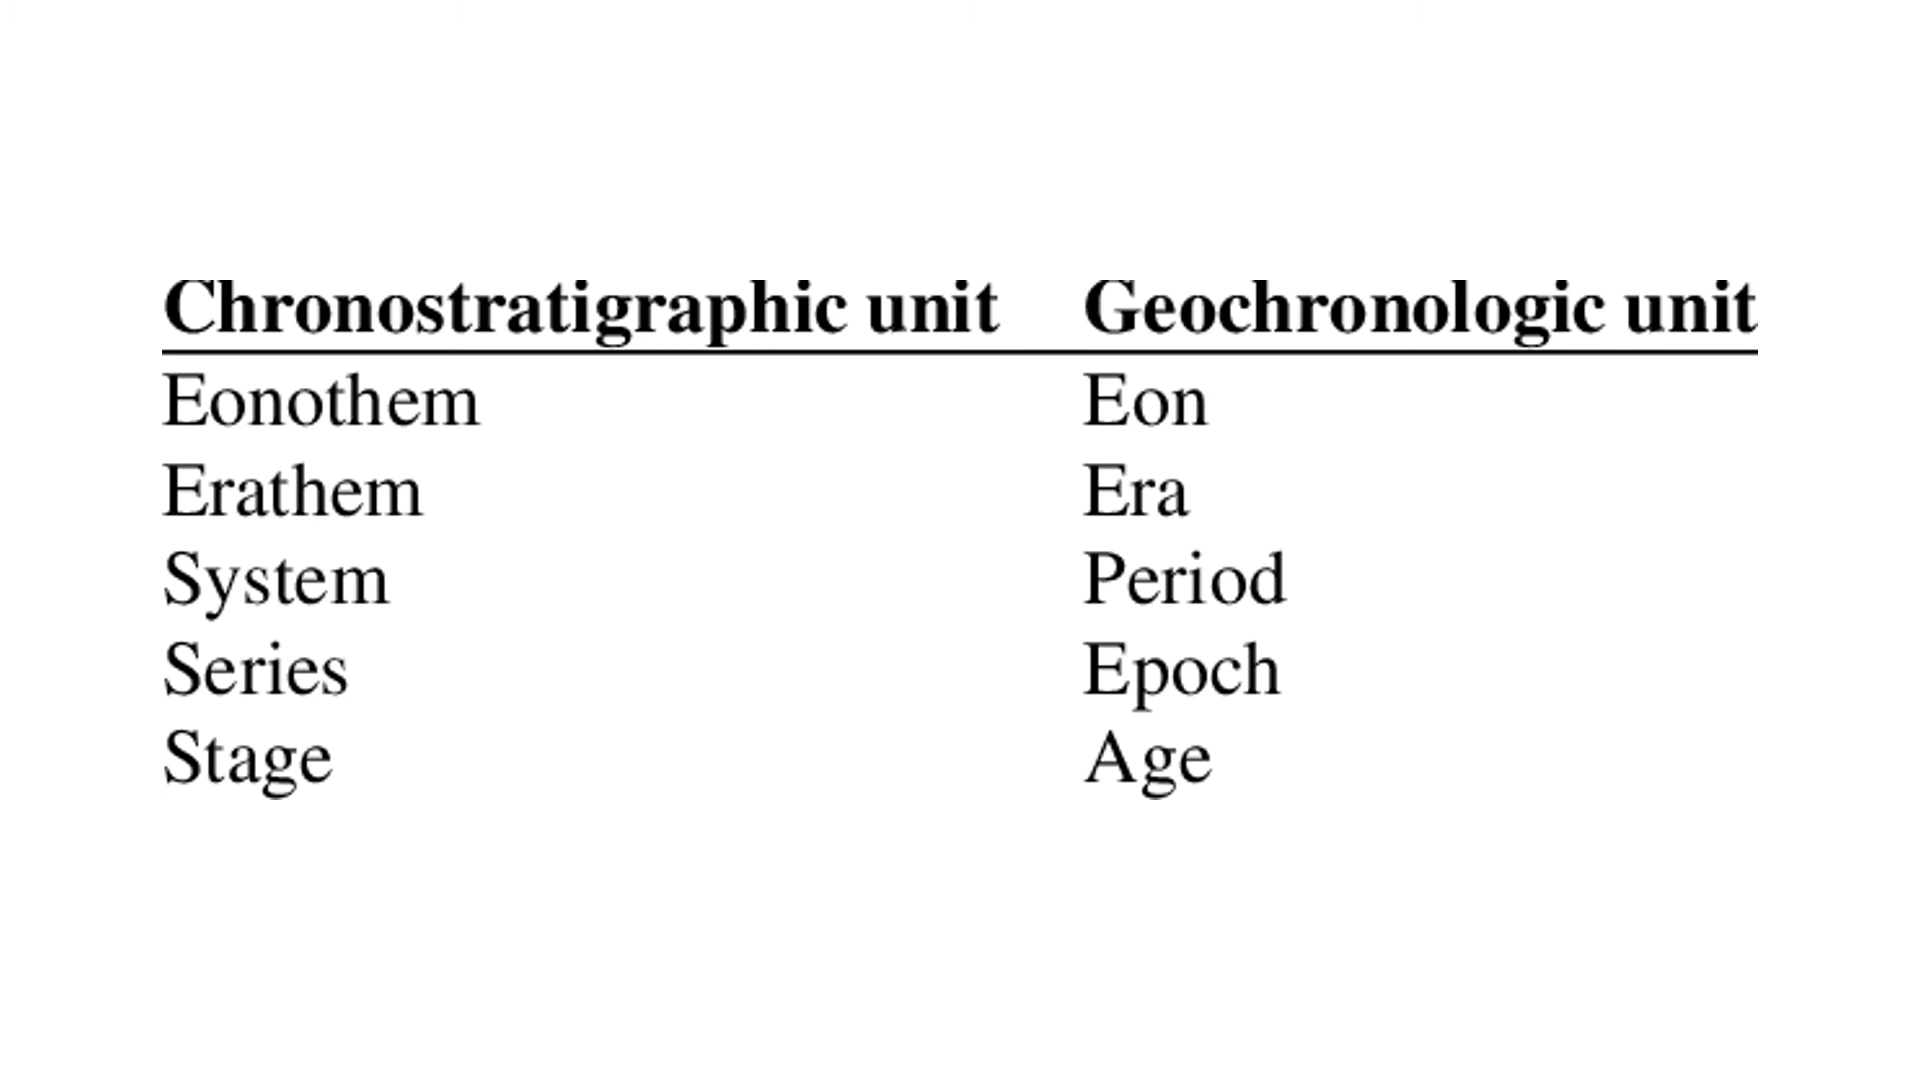 Chronostratigraphic unit Geochronologic unit
Eonothem Eon
Erathem Era
System Period
Series Epoch
Stage Age